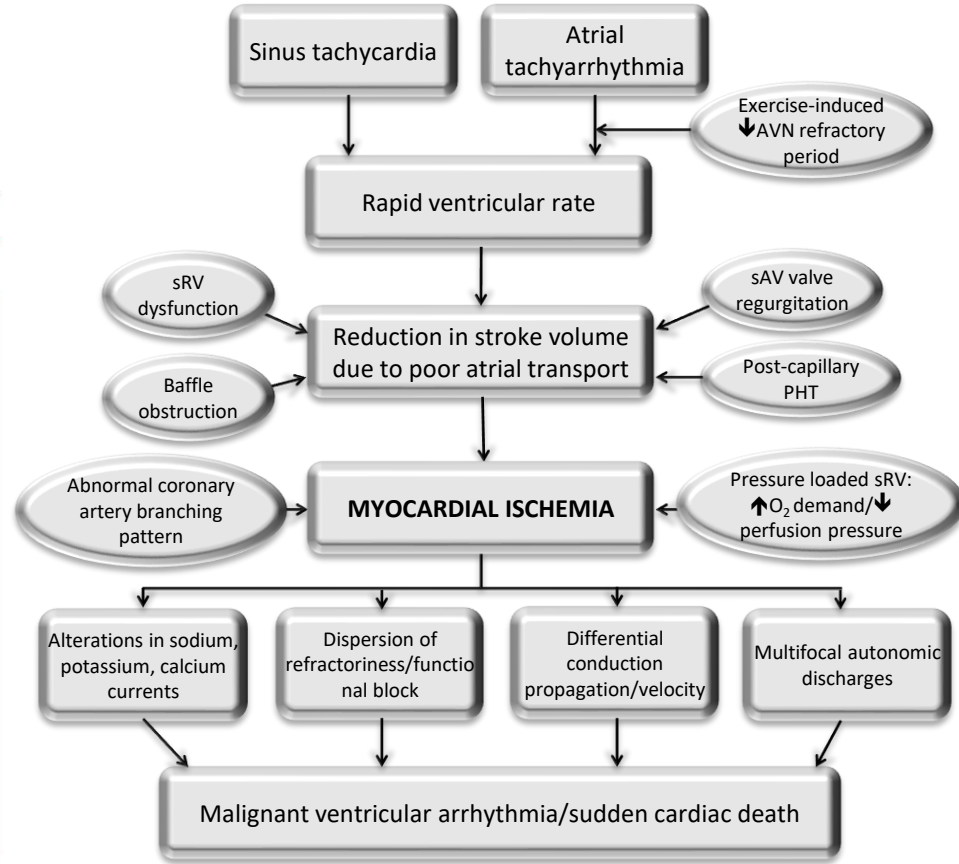 Sinus tachycardia
Atrial
tachyarrhythmia
Exercise-induced
🡇AVN refractory
period
Rapid ventricular rate
sRV
dysfunction
sAV valve
regurgitation
Reduction in stroke volume
due to poor atrial transport
Baffle
obstruction
Post-capillary
PHT
Abnormal coronary
artery branching
pattern
MYOCARDIAL ISCHEMIA
Pressure loaded sRV:
🡅O₂ demand/🡇
perfusion pressure
Alterations in sodium,
potassium, calcium
currents
Dispersion of
refractoriness/functio
nal block
Differential
conduction
propagation/velocity
Multifocal autonomic
discharges
Malignant ventricular arrhythmia/sudden cardiac death